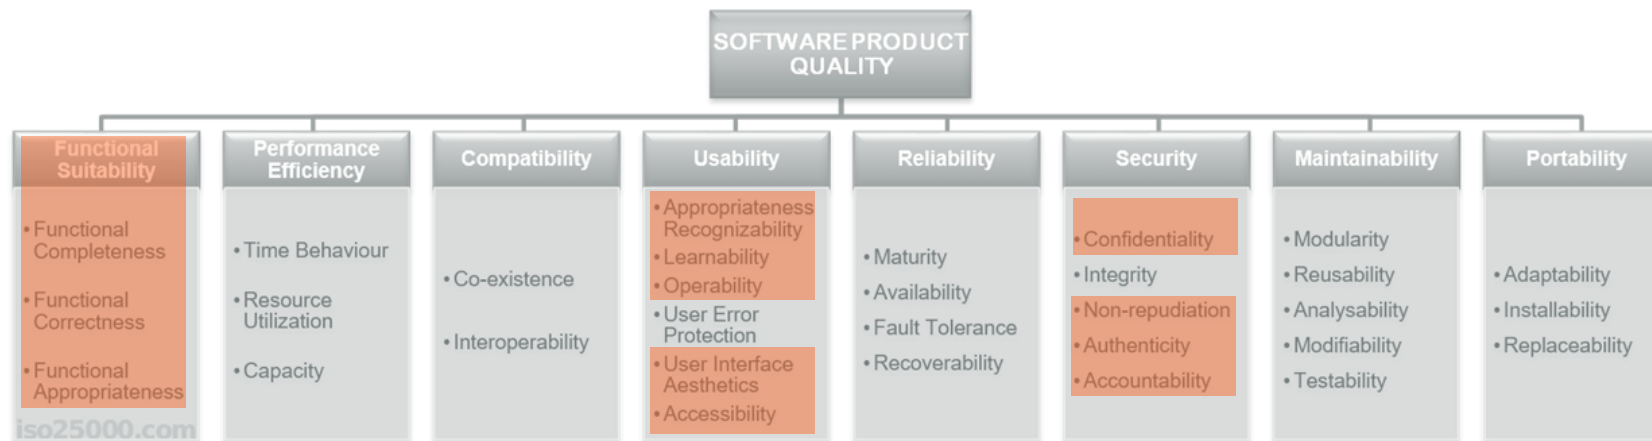 SOFTWARE PRODUCT
QUALITY
Functional
Suitability
• Functional
Completeness
• Functional
Correctness
• Functional
Appropriateness
iso25000.com
Performance
Efficiency
• Time Behaviour
• Resource
Utilization
• Capacity
Compatibility
• Co-existence
• Interoperability
Usability
• Appropriateness
Recognizability
• Learnability
• Operability
• User Error
Protection
• User Interface
Aesthetics
• Accessibility
Reliability
• Maturity
• Availability
• Fault Tolerance
• Recoverability
Security
• Confidentiality
• Integrity
• Non-repudiation
• Authenticity
• Accountability
Maintainability
• Modularity
• Reusability
• Analysability
• Modifiability
• Testability
Portability
• Adaptability
• Installability
• Replaceability